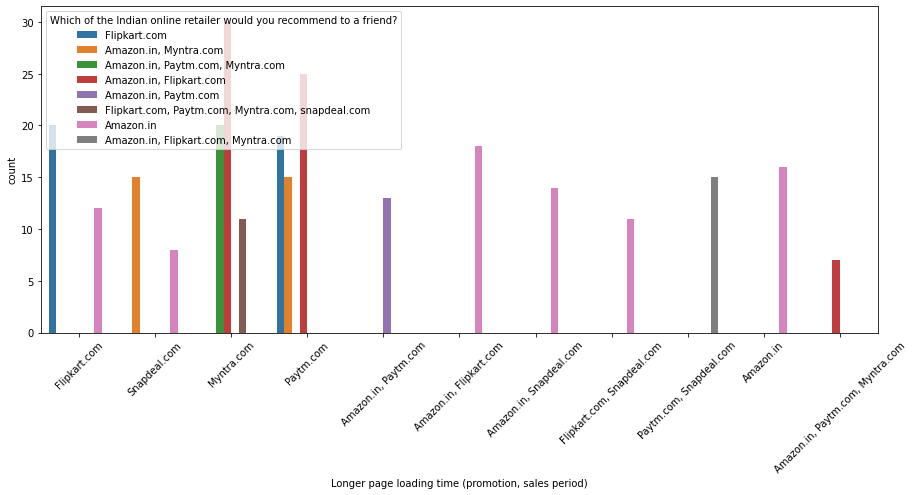 Which of the Indian online retailer would you recommend to a friend?
Flipkart.com
Amazon.in, Myntra.com
Amazon.in, Paytm.com, Myntra.com
Amazon.in, Flipkart.com
Amazon.in, Paytm.com
Flipkart.com, Paytm.com, Myntra.com, snapdeal.com
Amazon.in
Amazon.in, Flipkart.com, Myntra.com
30
25
20
15
10
5
0
count
Flipkart.com
Snapdeal.com
Myntra.com
Paytm.com
Amazon.in, Paytm.com
Amazon.in, Flipkart.com
Amazon.in, Snapdeal.com
Flipkart.com, Snapdeal.com
Paytm.com, Snapdeal.com
Amazon.in
Amazon.in, Paytm.com, Myntra.com
Longer page loading time (promotion, sales period)